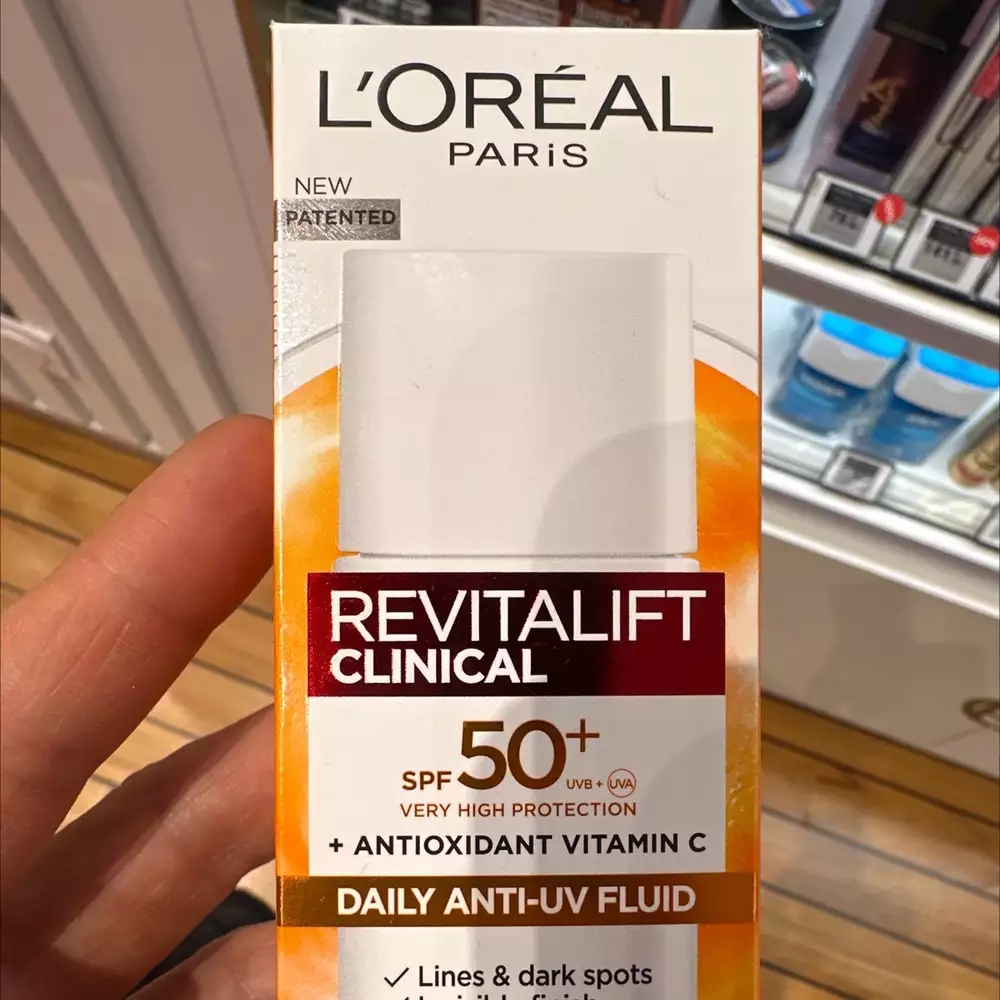 L'ORÉAL
PARiS
NEW
PATENTED
REVITALIFT
CLINICAL
SPF 50+ UVB + UVA
VERY HIGH PROTECTION
+ ANTIOXIDANT VITAMIN C
DAILY ANTI-UV FLUID
✓ Lines & dark spots